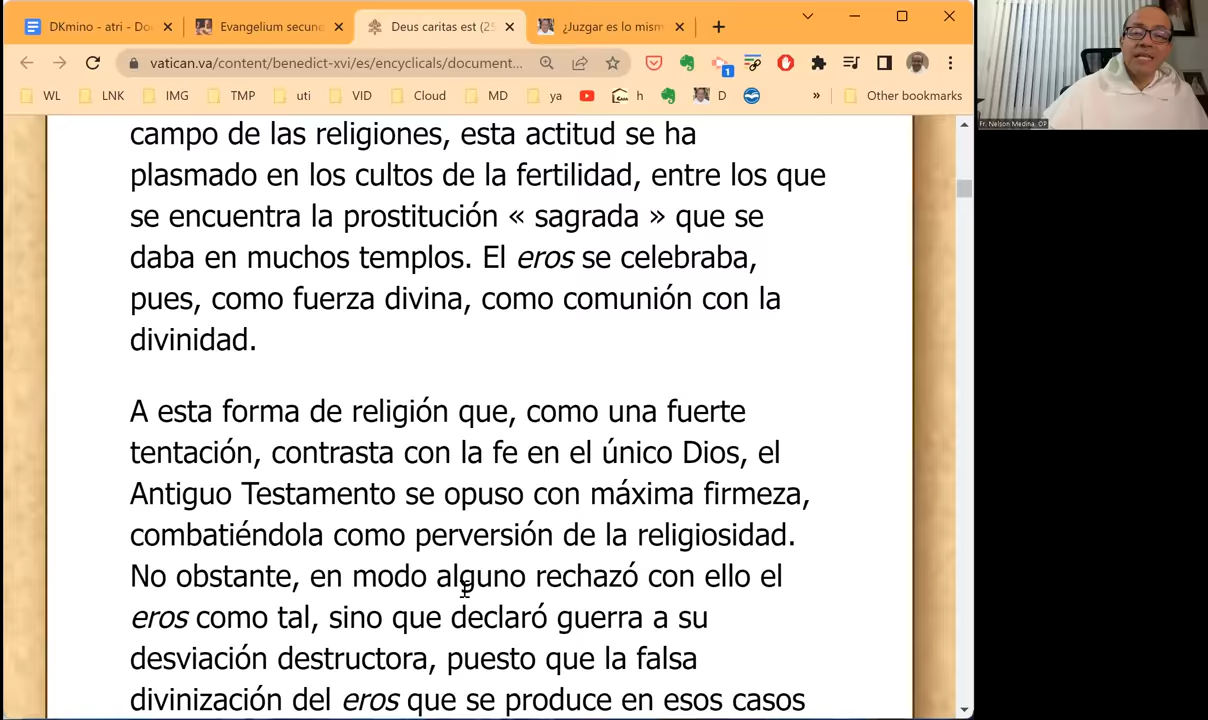 DKmino - atri - Do
Evangelium secun
Deus caritas est (25
¿Juzgar es lo mism
vatican.va/content/benedict-xvi/es/encyclicals/document...
1
WL
LNK
IMG
TMP
uti
VID
Cloud
MD
ya
h
D
»
Other bookmarks
Fr. Nelson Medina, OP
campo de las religiones, esta actitud se ha
plasmado en los cultos de la fertilidad, entre los que
se encuentra la prostitución « sagrada » que se
daba en muchos templos. El eros se celebraba,
pues, como fuerza divina, como comunión con la
divinidad.
A esta forma de religión que, como una fuerte
tentación, contrasta con la fe en el único Dios, el
Antiguo Testamento se opuso con máxima firmeza,
combatiéndola como perversión de la religiosidad.
No obstante, en modo alguno rechazó con ello el
eros como tal, sino que declaró guerra a su
desviación destructora, puesto que la falsa
divinización del eros que se produce en esos casos